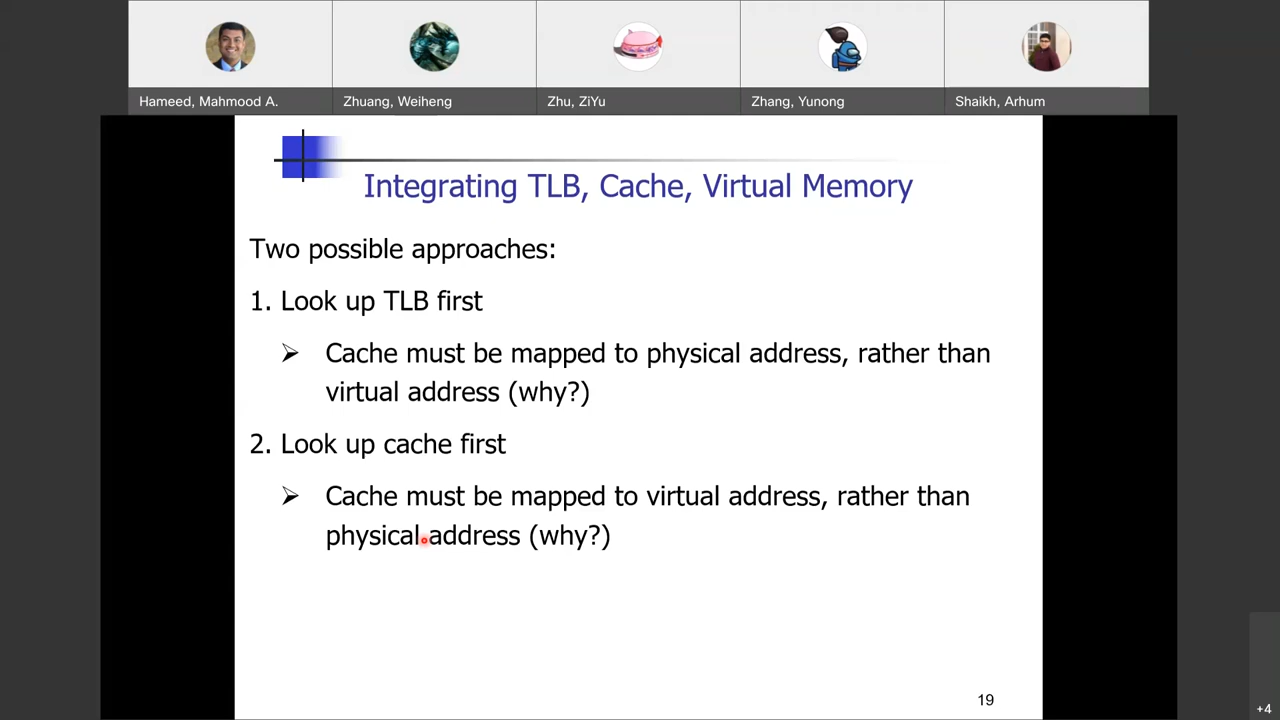 Hameed, Mahmood A.
Zhuang, Weiheng
Zhu, ZiYu
Zhang, Yunong
Shaikh, Arhum
Integrating TLB, Cache, Virtual Memory
Two possible approaches:
1. Look up TLB first
Cache must be mapped to physical address, rather than
virtual address (why?)
2. Look up cache first
Cache must be mapped to virtual address, rather than
physical address (why?)
19
+4